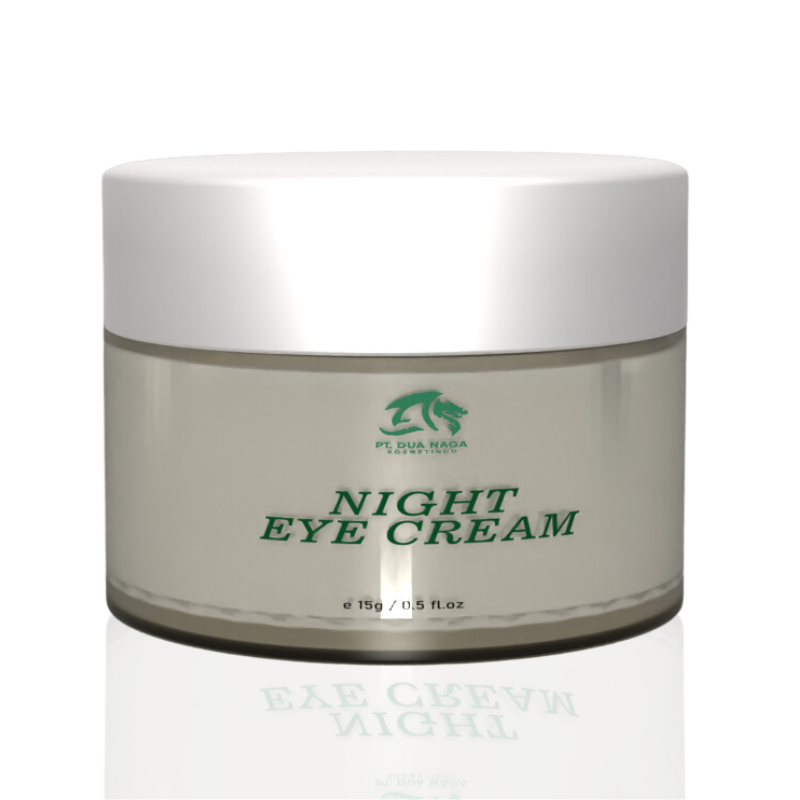 PT. DUA NAGA
KOSMETINDO
NIGHT
EYE CREAM
e 15g / 0.5 fl.oz